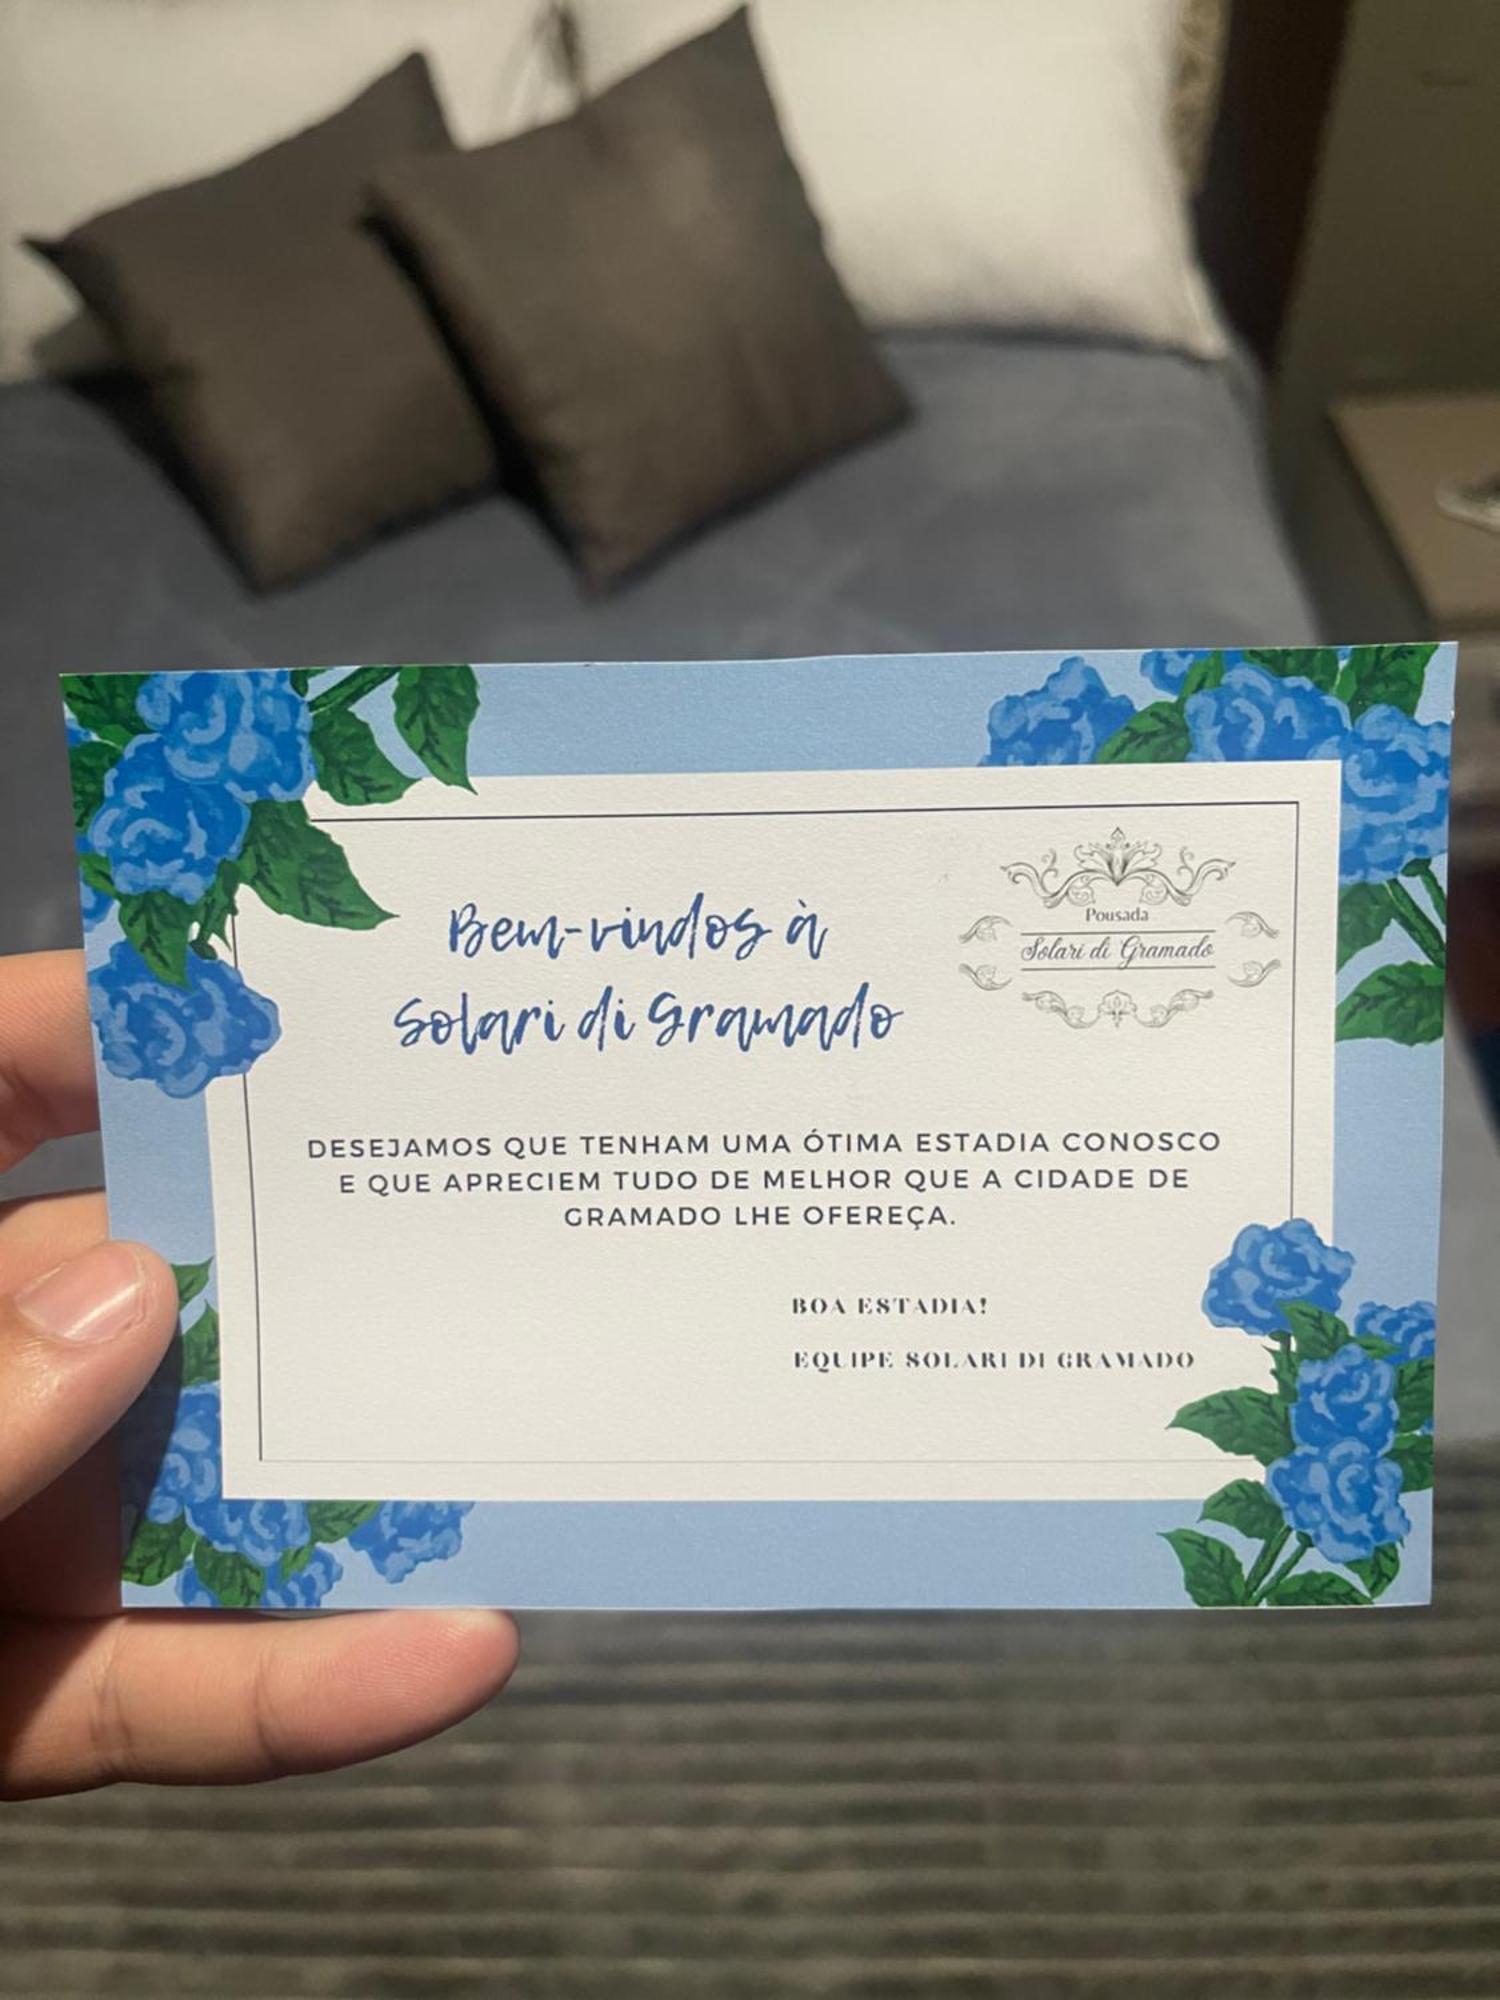 Bem-vindos à
Solari di Gramado
Pousada
Solari di Gramado
DESEJAMOS QUE TENHAM UMA ÓTIMA ESTADIA CONOSCO
E QUE APRECIEM TUDO DE MELHOR QUE A CIDADE DE
GRAMADO LHE OFEREÇA.
BOA ESTADIA!
EQUIPE SOLARI DI GRAMADO